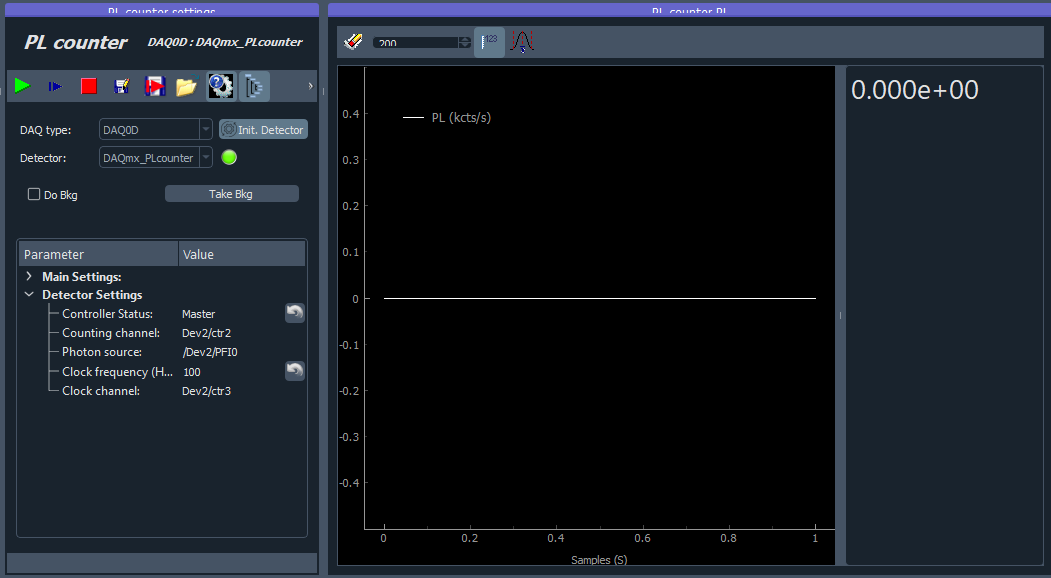 PL counter settings
PL counter DAQ0D : DAQmx_PLcounter
DAQ type: DAQ0D Init. Detector
Detector: DAQmx_PLcounter
Do Bkg Take Bkg
Parameter Value
Main Settings:
Detector Settings
Controller Status: Master
Counting channel: Dev2/ctr2
Photon source: /Dev2/PFI0
Clock frequency (H... 100
Clock channel: Dev2/ctr3
PL counter PL
200 123
PL (kcts/s)
0.4
0.3
0.2
0.1
0
-0.1
-0.2
-0.3
-0.4
0 0.2 0.4 0.6 0.8 1
Samples (S)
0.000e+00